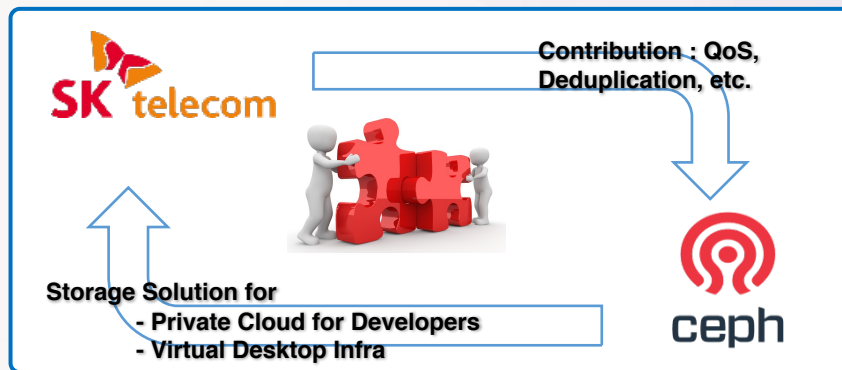 SK telecom
Contribution : QoS,
Deduplication, etc.
Storage Solution for
- Private Cloud for Developers
- Virtual Desktop Infra
ceph